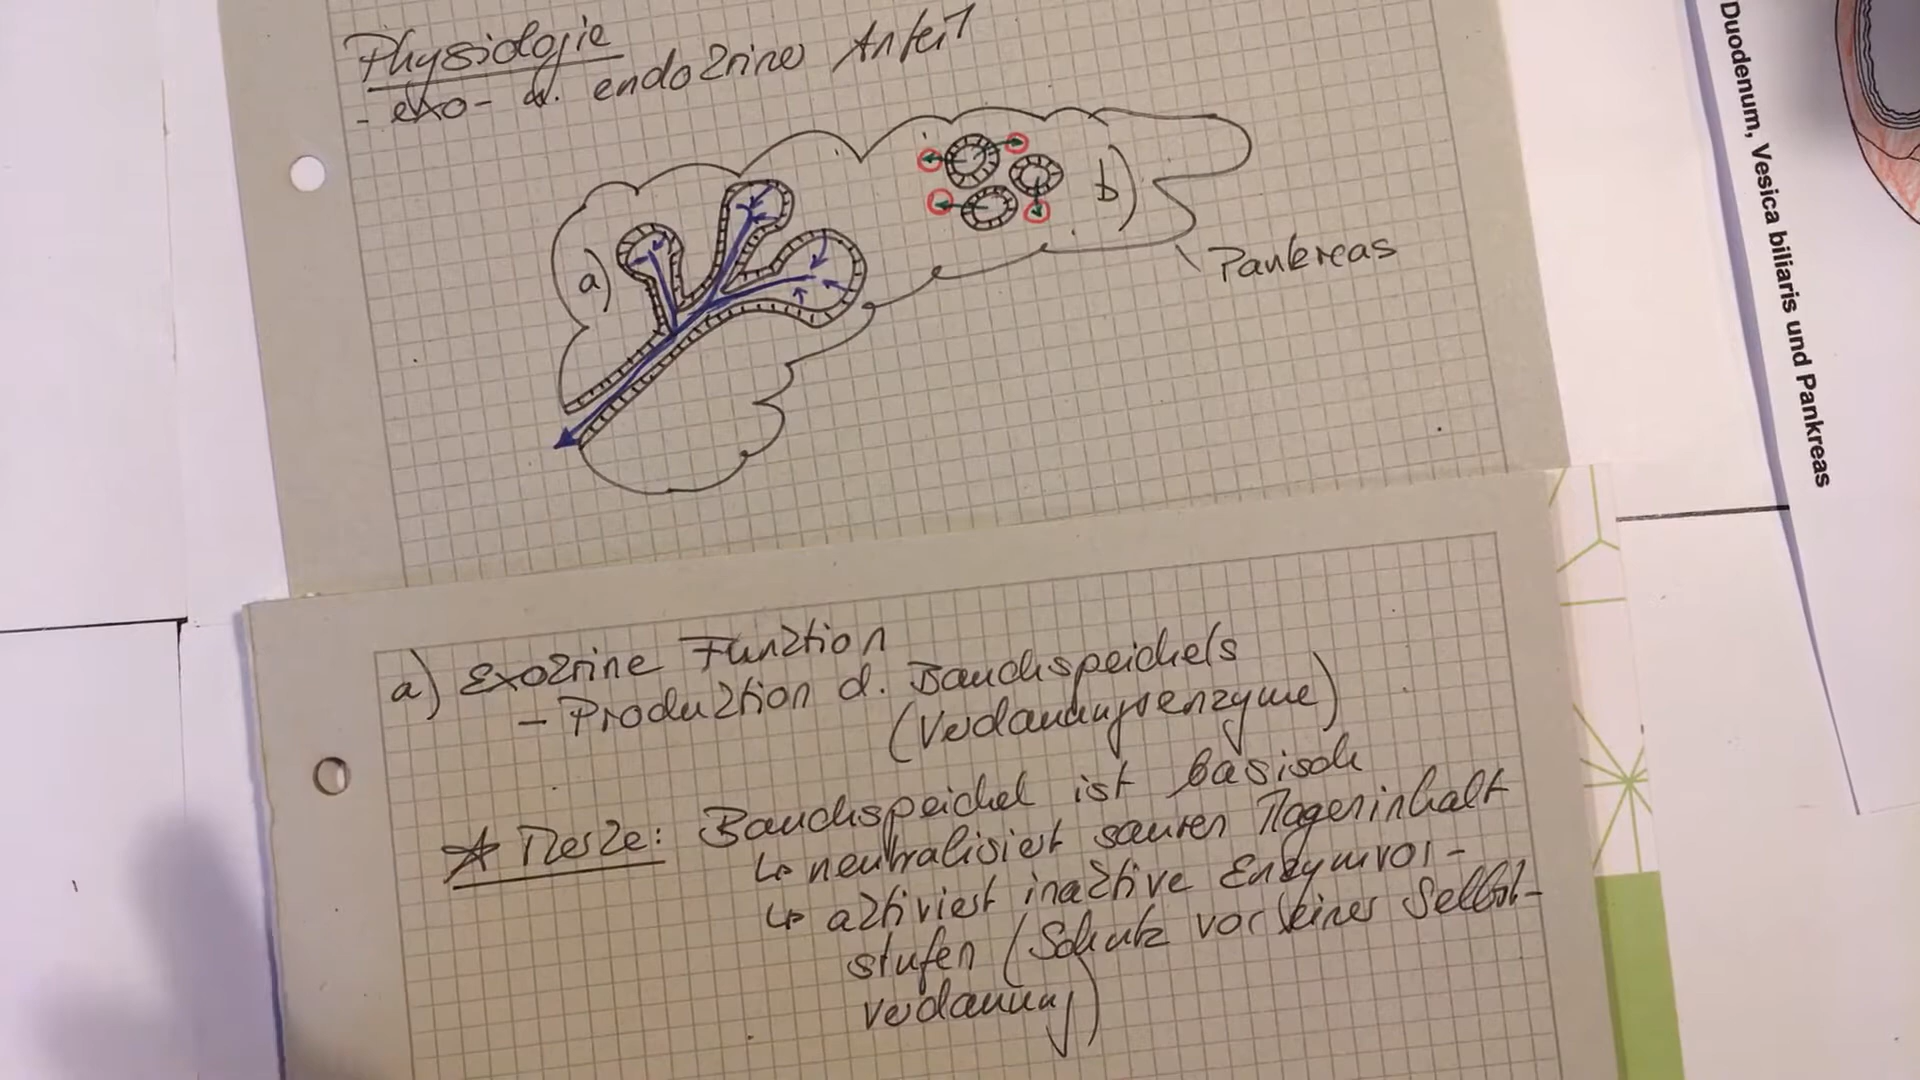 Physiologie
- exo- u. endokrine Anteil
a)
b)
Pankreas
a) Exokrine Funktion
- Produktion d. Bauchspeichels
(Verdauungsenzyme)
* Merke: Bauchspeichel ist basisch
↳ neutralisiert sauren Mageninhalt
↳ aktiviert inaktive Enzymvor-
stufen (Schutz vor einer Selbst-
verdauung)
Duodenum, Vesica biliaris und Pankreas